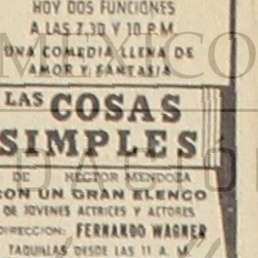 HOY DOS FUNCIONES
A LAS 7,30 Y 10 P.M
UNA COMEDIA LLENA DE
AMOR Y FANTASIA
LAS COSAS
SIMPLES
DE HECTOR MENDOZA
CON UN GRAN ELENCO
DE JOVENES ACTRICES Y ACTORES
DIRECCION: FERNANDO WAGNER
TAQUILLAS DESDE LAS 11 A. M.